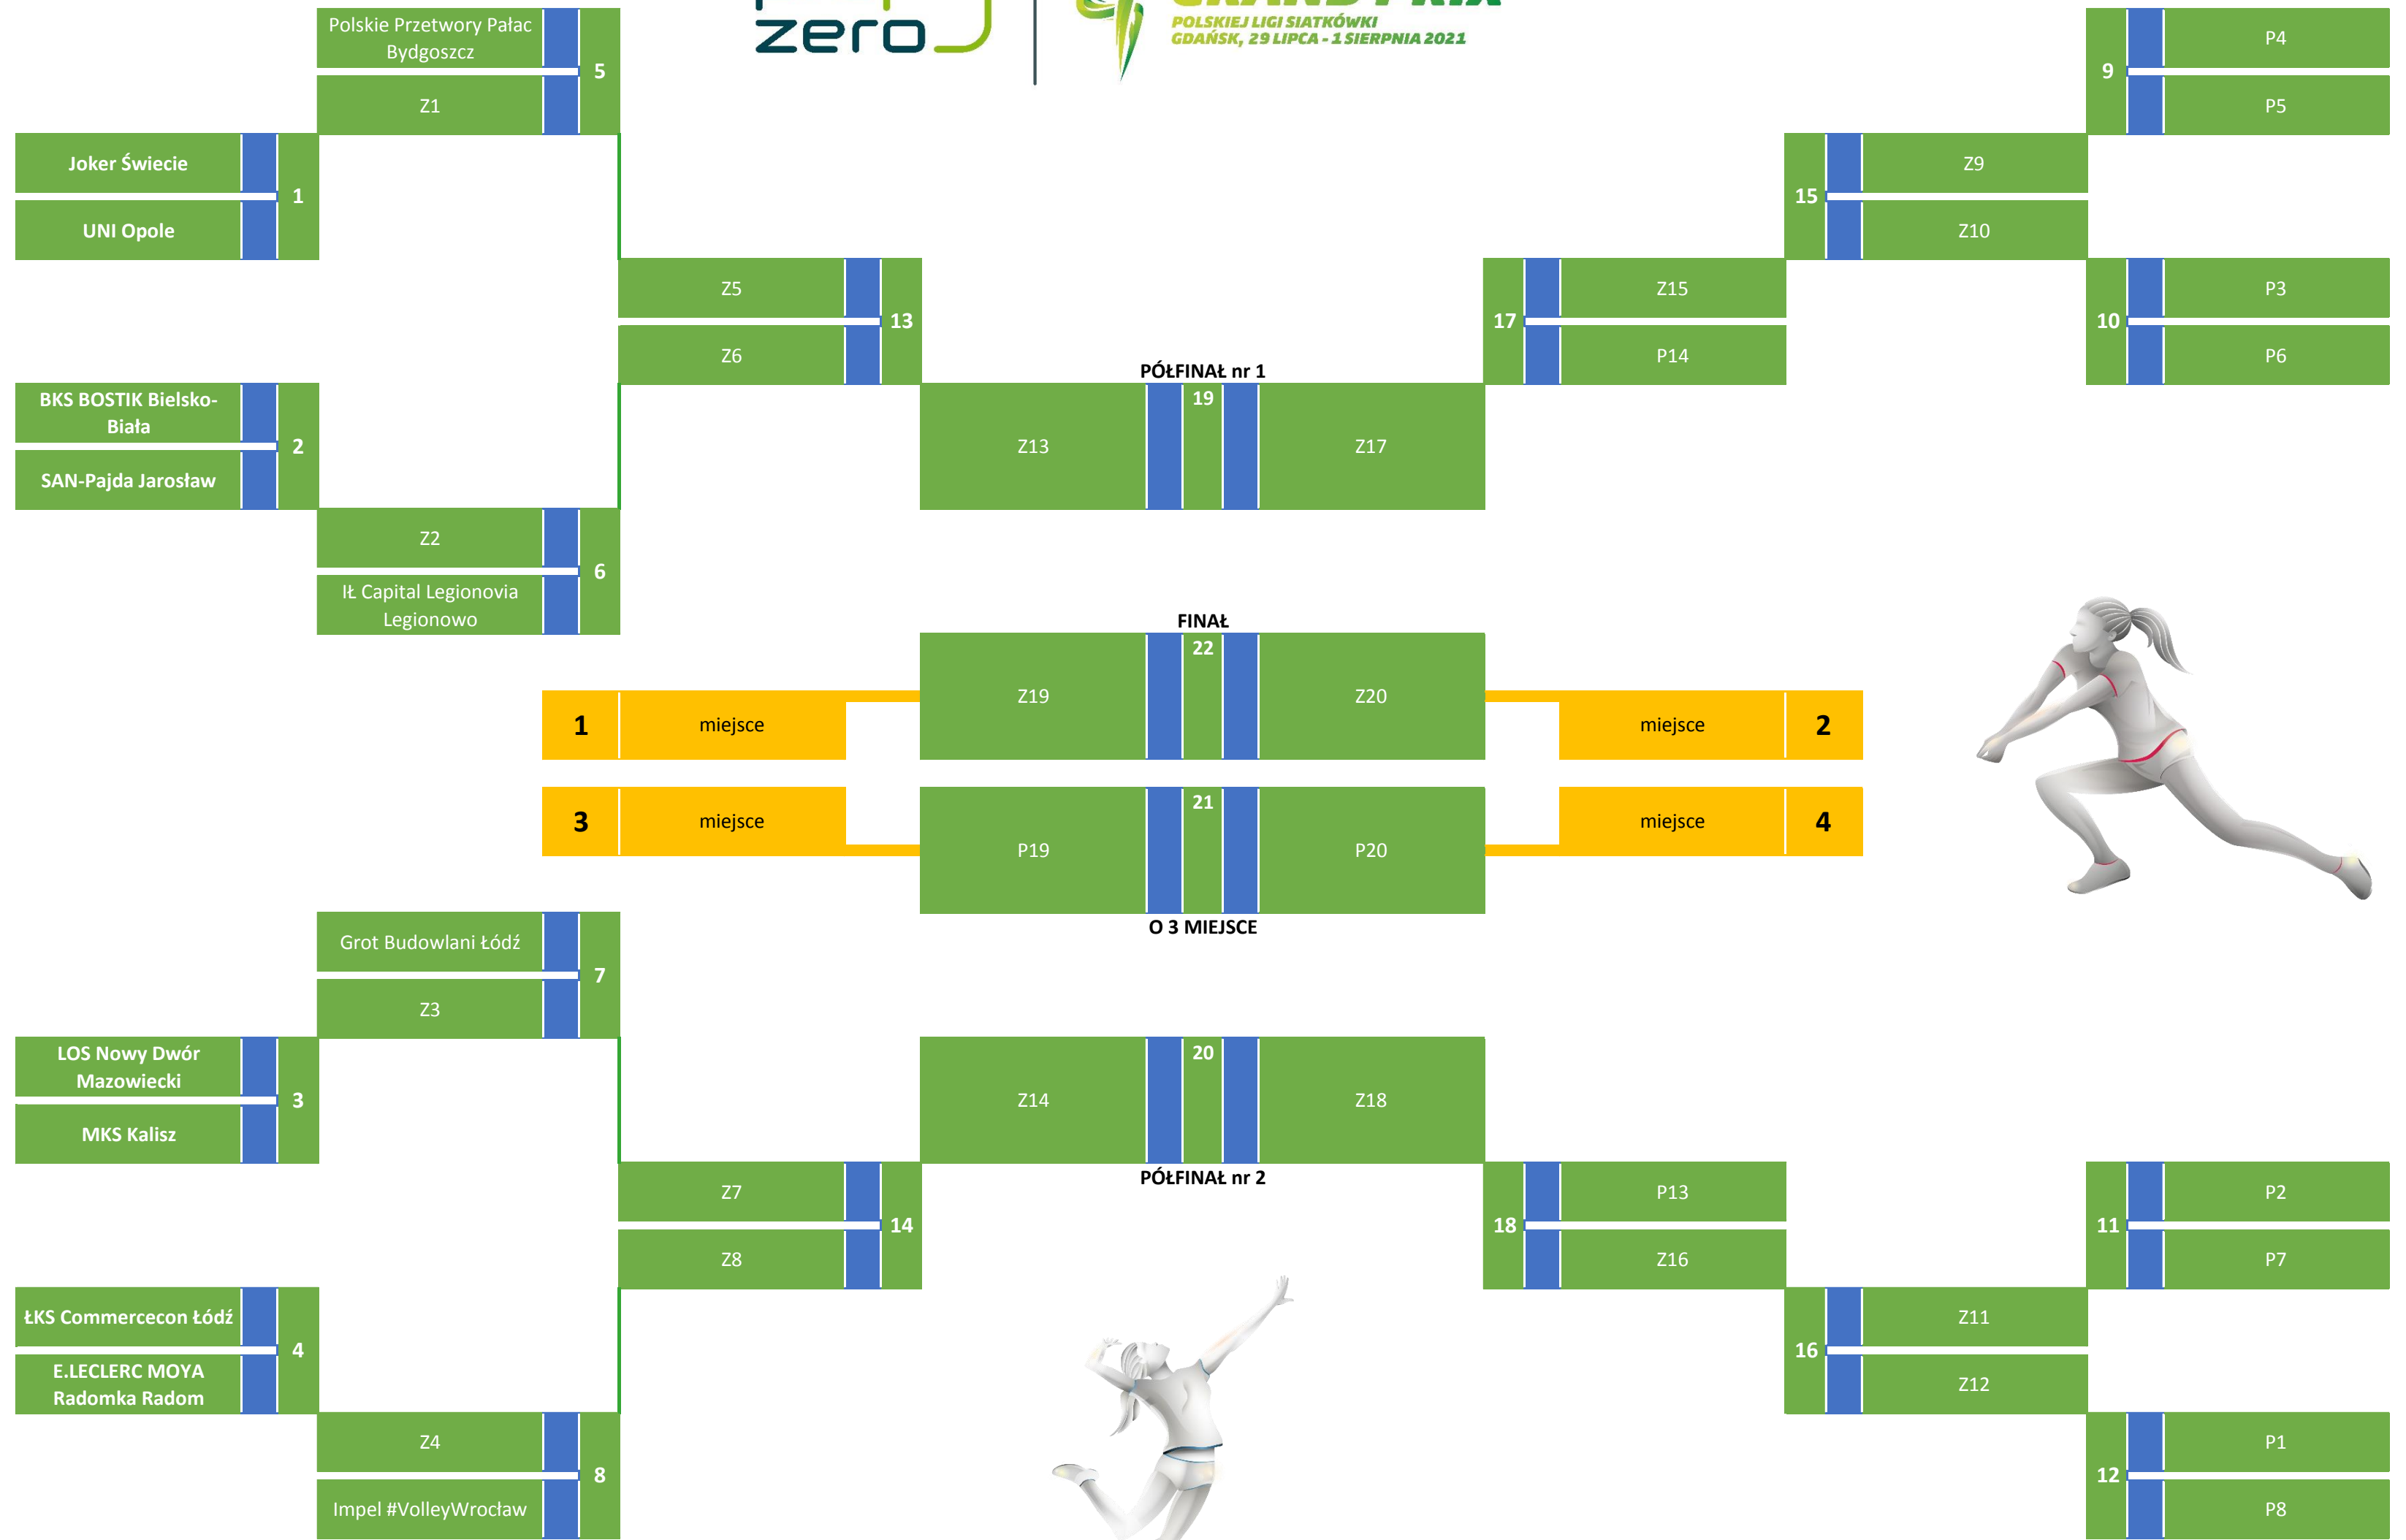 zero
GRAND PRIX
POLSKIEJ LIGI SIATKÓWKI
GDAŃSK, 29 LIPCA - 1 SIERPNIA 2021
Polskie Przetwory Pałac
Bydgoszcz
5
Z1
Joker Świecie
1
UNI Opole
Z5
13
Z6
BKS BOSTIK Bielsko-
Biała
2
SAN-Pajda Jarosław
Z2
6
IŁ Capital Legionovia
Legionowo
PÓŁFINAŁ nr 1
19
Z13
Z17
9
P4
P5
15
Z9
Z10
17
Z15
P14
10
P3
P6
FINAŁ
22
Z19
Z20
1
miejsce
miejsce
2
3
miejsce
21
P19
P20
miejsce
4
O 3 MIEJSCE
Grot Budowlani Łódź
7
Z3
LOS Nowy Dwór
Mazowiecki
3
MKS Kalisz
20
Z14
Z18
PÓŁFINAŁ nr 2
Z7
14
Z8
ŁKS Commercecon Łódź
4
E.LECLERC MOYA
Radomka Radom
Z4
8
Impel #VolleyWrocław
18
P13
Z16
11
P2
P7
16
Z11
Z12
12
P1
P8